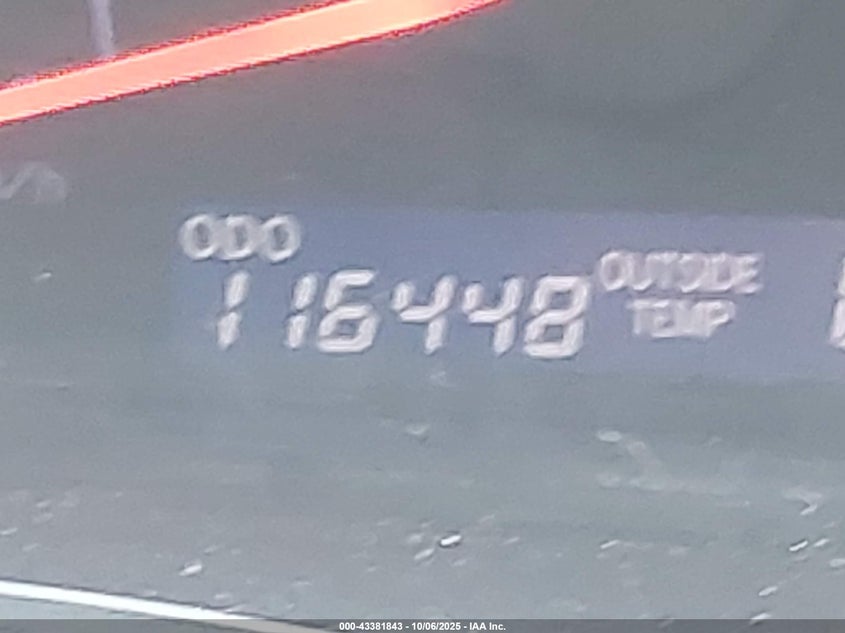 ODO
116448
OUTSIDE
TEMP
000-43381843 - 10/06/2025 - IAA Inc.